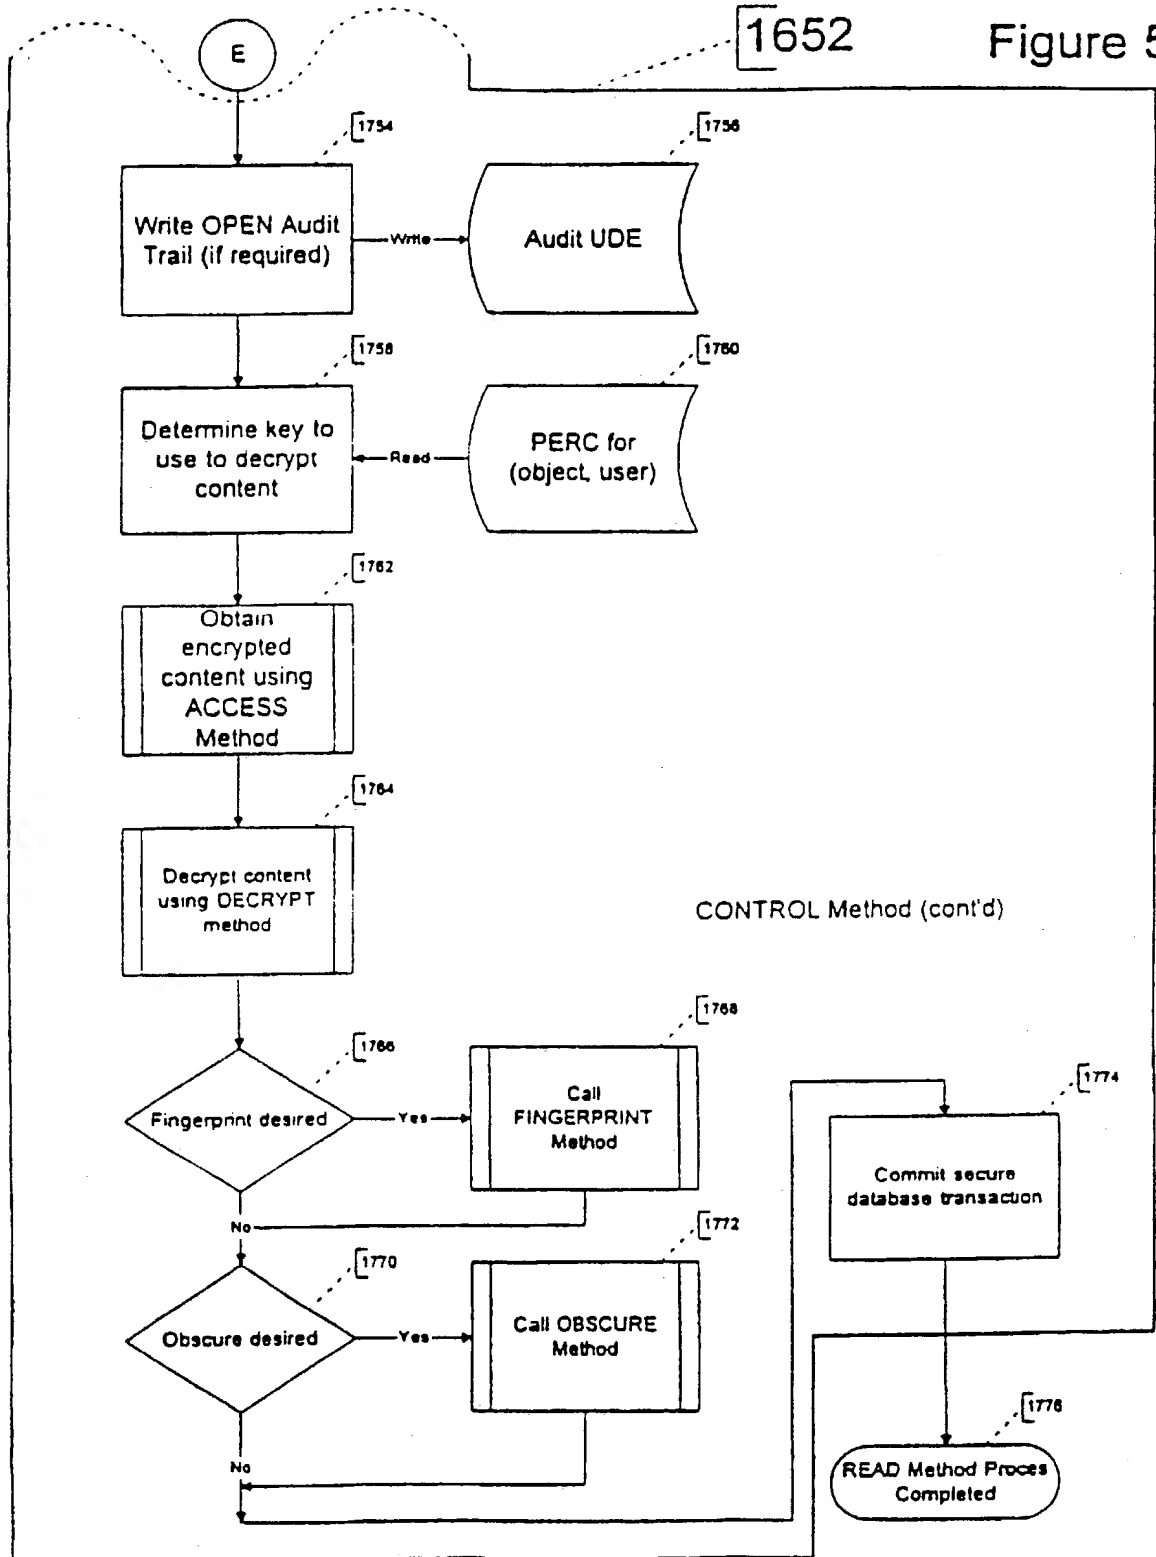 1652
Figure 5
E
1754
1756
Write OPEN Audit
Trail (if required)
Write
Audit UDE
1758
1760
Determine key to
use to decrypt
content
Read
PERC for
(object, user)
1762
Obtain
encrypted
content using
ACCESS
Method
1764
Decrypt content
using DECRYPT
method
CONTROL Method (cont'd)
1766
1768
Fingerprint desired
Yes
Call
FINGERPRINT
Method
1774
Commit secure
database transaction
No
1770
1772
Obscure desired
Yes
Call OBSCURE
Method
No
1776
READ Method Proces
Completed